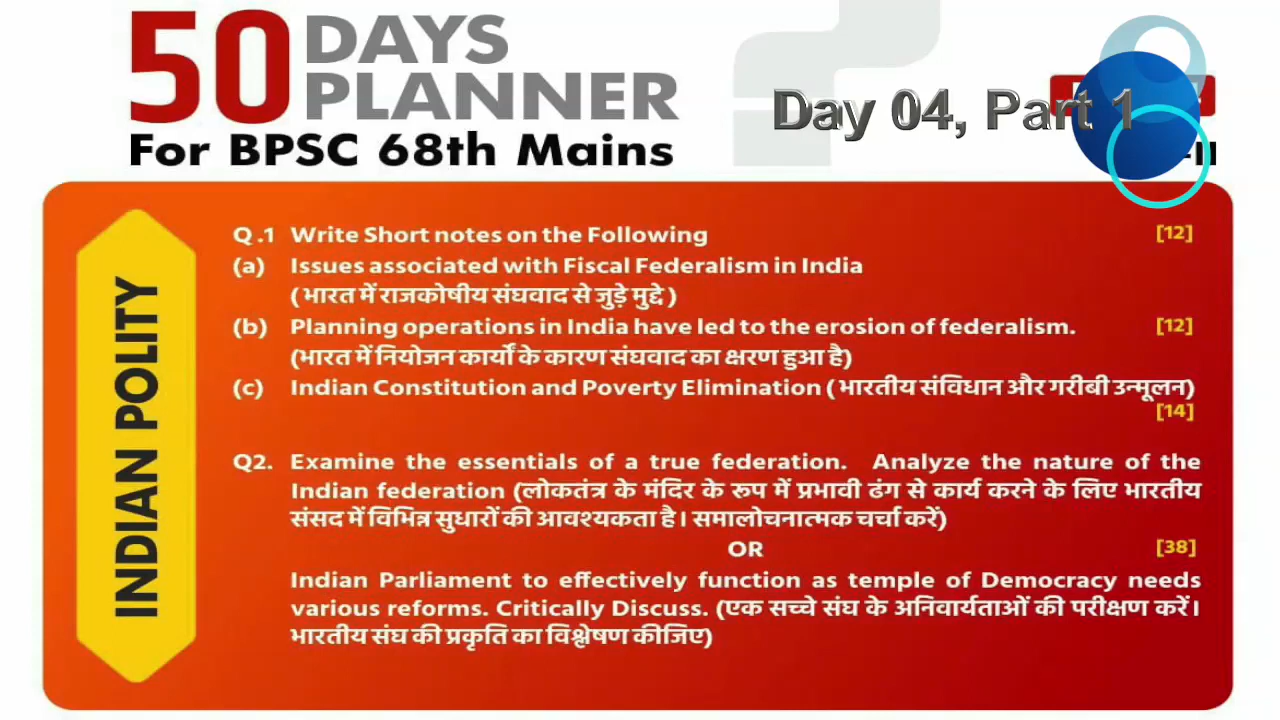 50 DAYS
PLANNER
For BPSC 68th Mains
Day 04, Part 1
-II
INDIAN POLITY
Q .1 Write Short notes on the Following [12]
(a) Issues associated with Fiscal Federalism in India
( भारत में राजकोषीय संघवाद से जुड़े मुद्दे )
(b) Planning operations in India have led to the erosion of federalism. [12]
(भारत में नियोजन कार्यों के कारण संघवाद का क्षरण हुआ है)
(c) Indian Constitution and Poverty Elimination ( भारतीय संविधान और गरीबी उन्मूलन)
[14]
Q2. Examine the essentials of a true federation. Analyze the nature of the
Indian federation (लोकतंत्र के मंदिर के रूप में प्रभावी ढंग से कार्य करने के लिए भारतीय
संसद में विभिन्न सुधारों की आवश्यकता है। समालोचनात्मक चर्चा करें)
OR [38]
Indian Parliament to effectively function as temple of Democracy needs
various reforms. Critically Discuss. (एक सच्चे संघ के अनिवार्यताओं की परीक्षण करें।
भारतीय संघ की प्रकृति का विश्लेषण कीजिए)